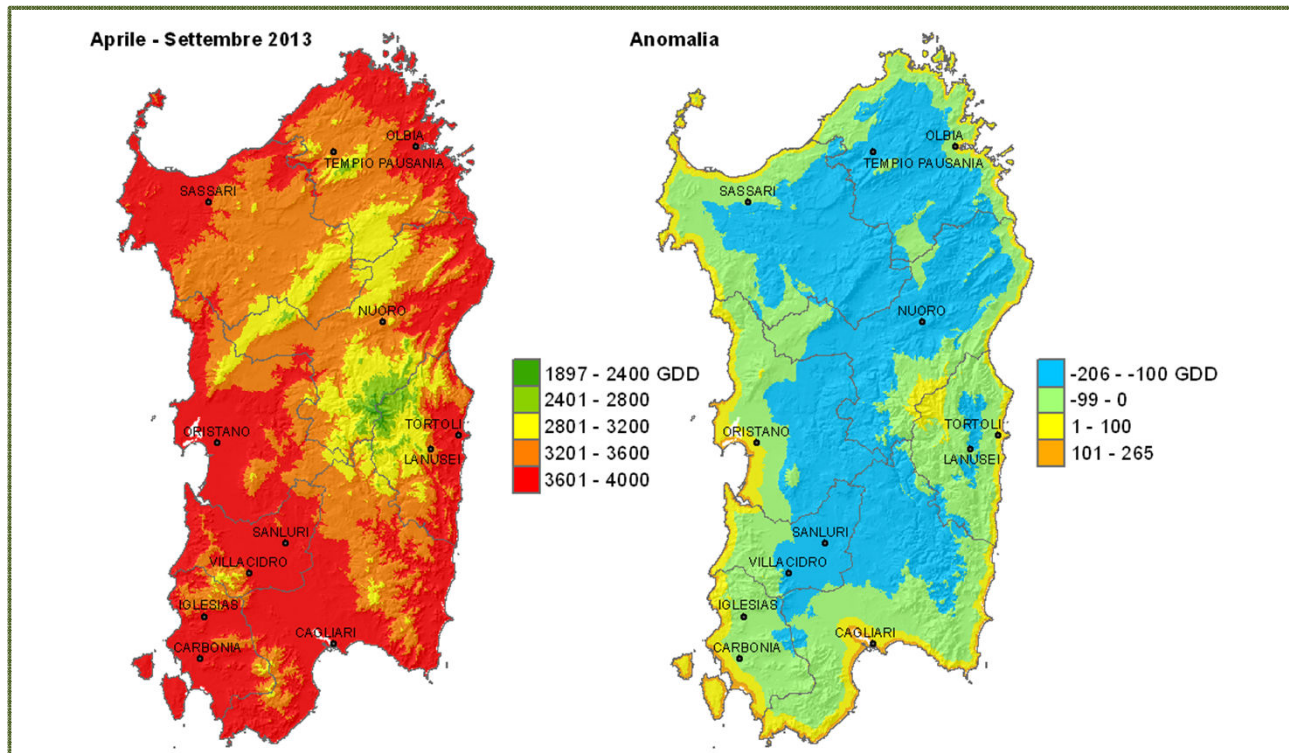 Aprile - Settembre 2013
OLBIA
TEMPIO PAUSANIA
SASSARI
NUORO
TORTOLI
ORISTANO
LANUSEI
SANLURI
VILLACIDRO
IGLESIAS
CAGLIARI
CARBONIA
1897 - 2400 GDD
2401 - 2800
2801 - 3200
3201 - 3600
3601 - 4000
Anomalia
OLBIA
TEMPIO PAUSANIA
SASSARI
NUORO
TORTOLI
ORISTANO
LANUSEI
SANLURI
VILLACIDRO
IGLESIAS
CAGLIARI
CARBONIA
-206 - -100 GDD
-99 - 0
1 - 100
101 - 265